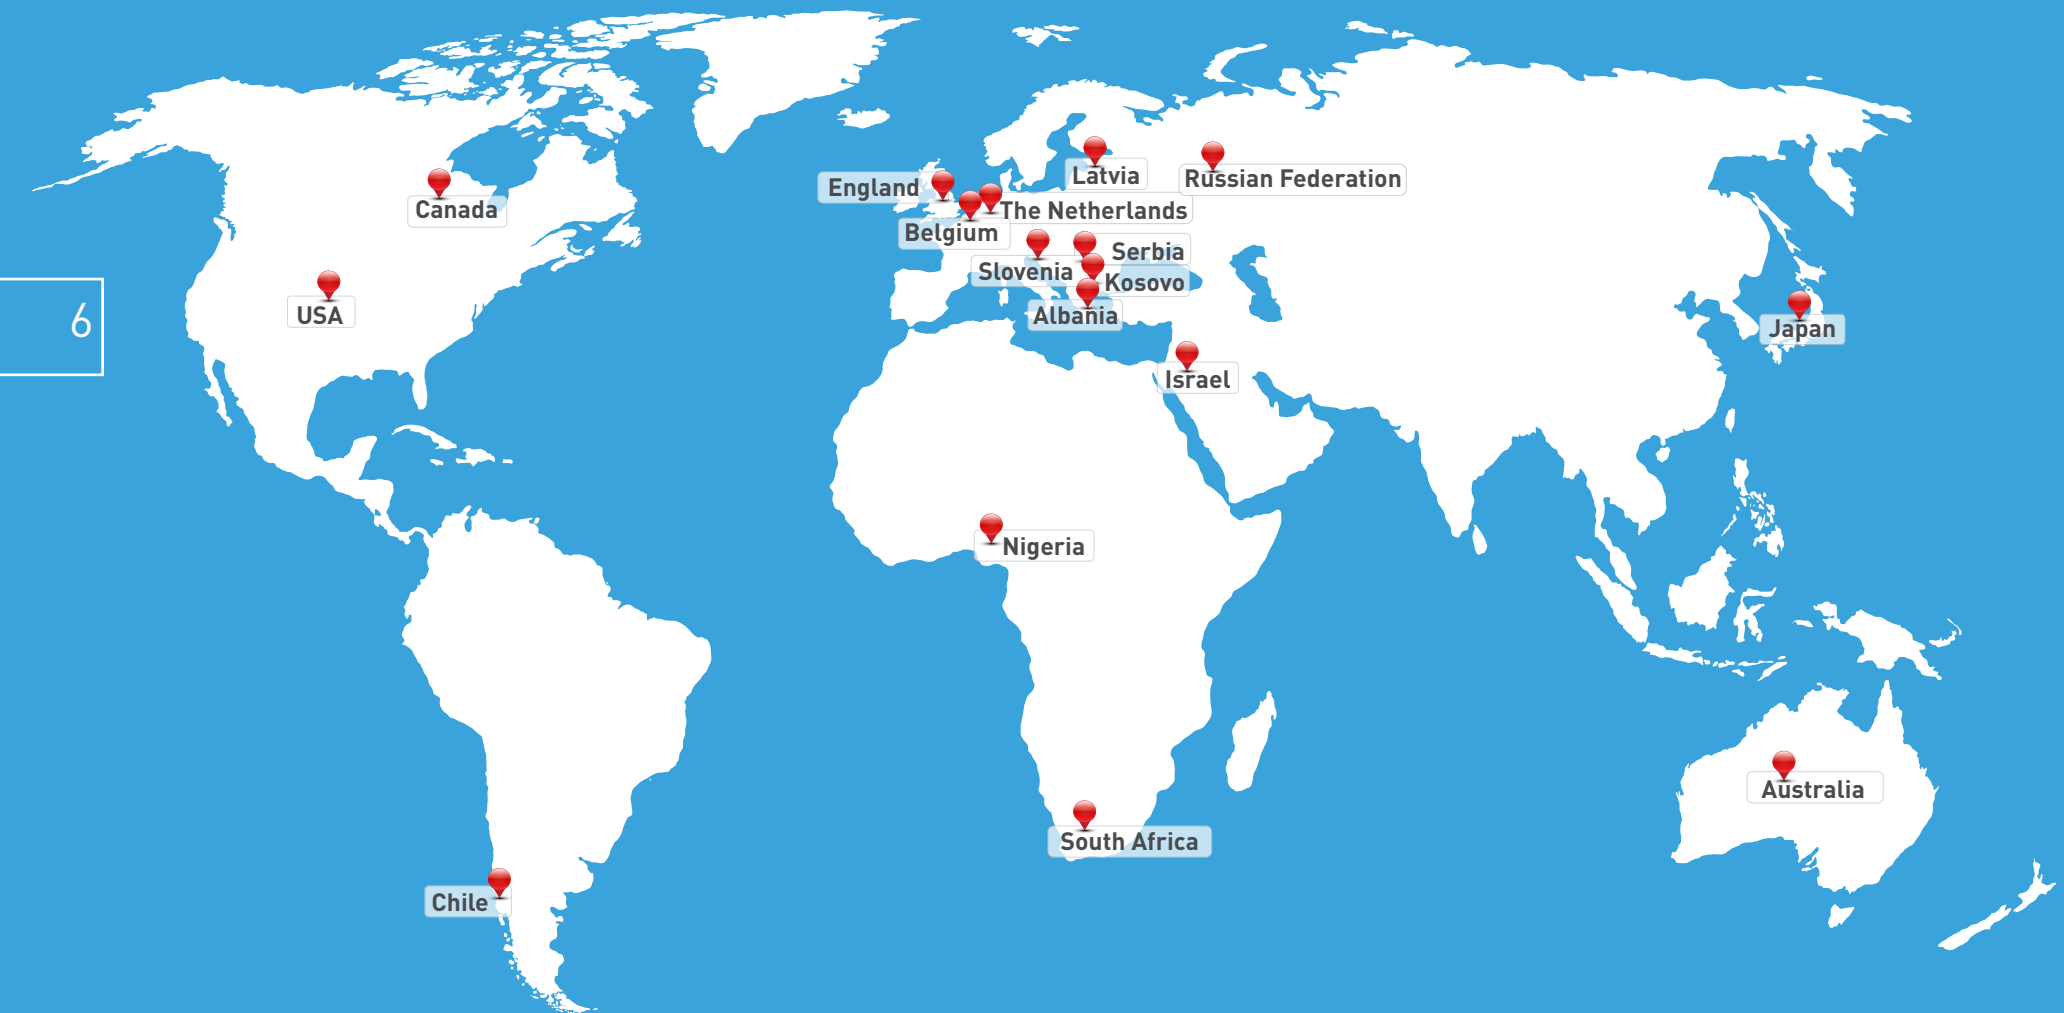 Latvia
Russian Federation
England
Canada
The Netherlands
Belgium
Serbia
Slovenia
Kosovo
USA
Albania
6
Japan
Israel
Nigeria
Australia
South Africa
Chile